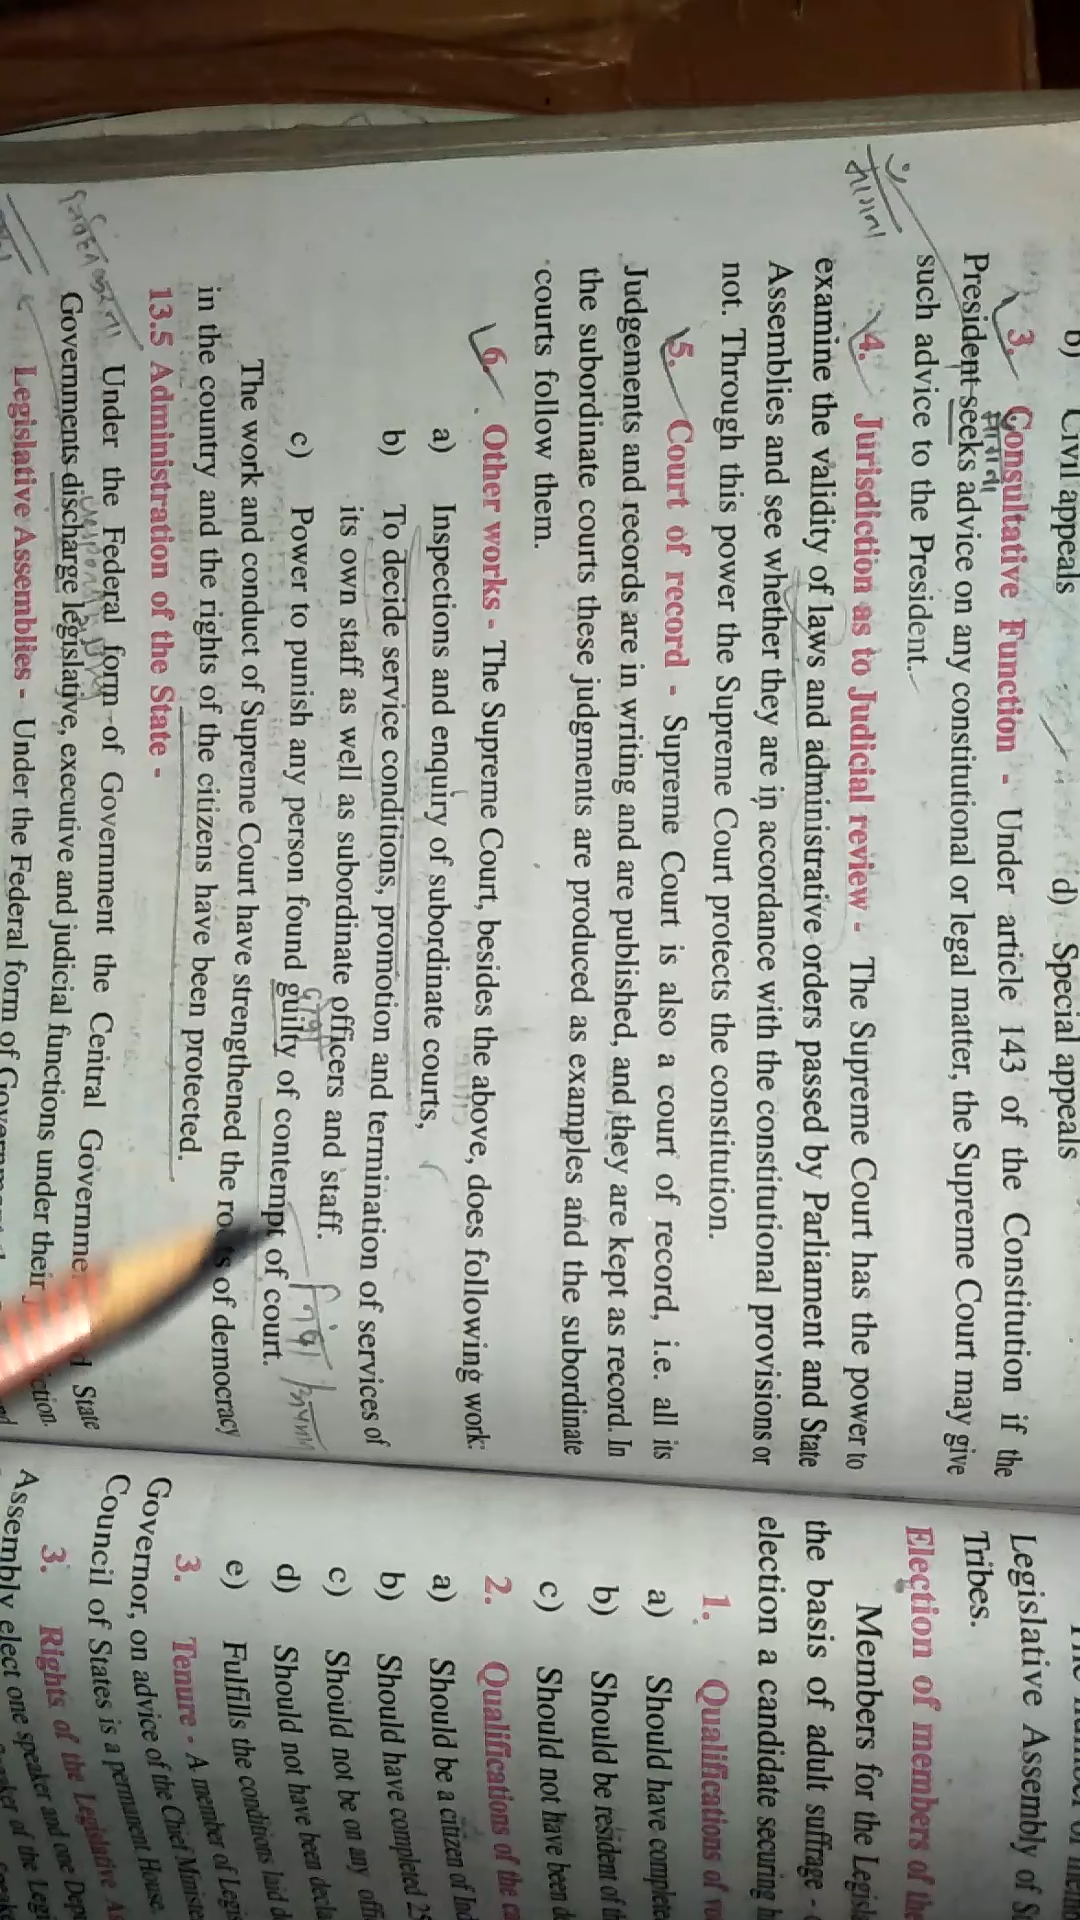 b) Civil appeals d) Special appeals
3. Consultative Function - Under article 143 of the Constitution if the
President seeks advice on any constitutional or legal matter, the Supreme Court may give
such advice to the President.
4. Jurisdiction as to Judicial review - The Supreme Court has the power to
examine the validity of laws and administrative orders passed by Parliament and State
Assemblies and see whether they are in accordance with the constitutional provisions or
not. Through this power the Supreme Court protects the constitution.
5. Court of record - Supreme Court is also a court of record, i.e. all its
Judgements and records are in writing and are published, and they are kept as record. In
the subordinate courts these judgments are produced as examples and the subordinate
courts follow them.
6. Other works - The Supreme Court, besides the above, does following work:
a) Inspections and enquiry of subordinate courts,
b) To decide service conditions, promotion and termination of services of
its own staff as well as subordinate officers and staff.
c) Power to punish any person found guilty of contempt of court.
The work and conduct of Supreme Court have strengthened the of democracy
in the country and the rights of the citizens have been protected.
13.5 Administration of the State -
Under the Federal form of Government the Central State
Governments discharge legislative, executive and judicial functions under their
Legislative Assemblies - Under the Federal form of
Legislative Assembly of
Tribes.
Election of members of the
Members for the
the basis of adult suffrage -
election a candidate securing
1. Qualifications of
a) Should have
b) Should be resident of
c) Should not have been
2. Qualifications of the
a) Should be a citizen of
b) Should have completed
c) Should not be on any
d) Should not have been
e) Fulfills the conditions laid
3. Tenure - A member of
Governor, on advice of the Chief
Council of States is a permanent House.
3. Rights of the Legislative
Assembly elect one speaker and one